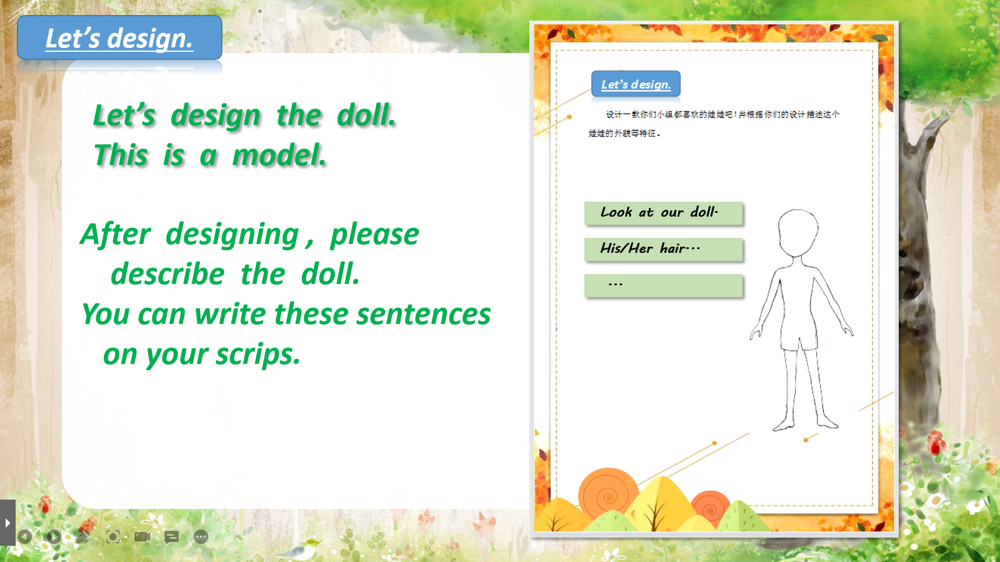 Let’s design.
Let’s design the doll.
This is a model.
After designing , please
describe the doll.
You can write these sentences
on your scrips.
Let’s design.
设计一款你们小组都喜欢的娃娃吧！并根据你们的设计描述这个
娃娃的外貌等特征。
Look at our doll.
His/Her hair...
...